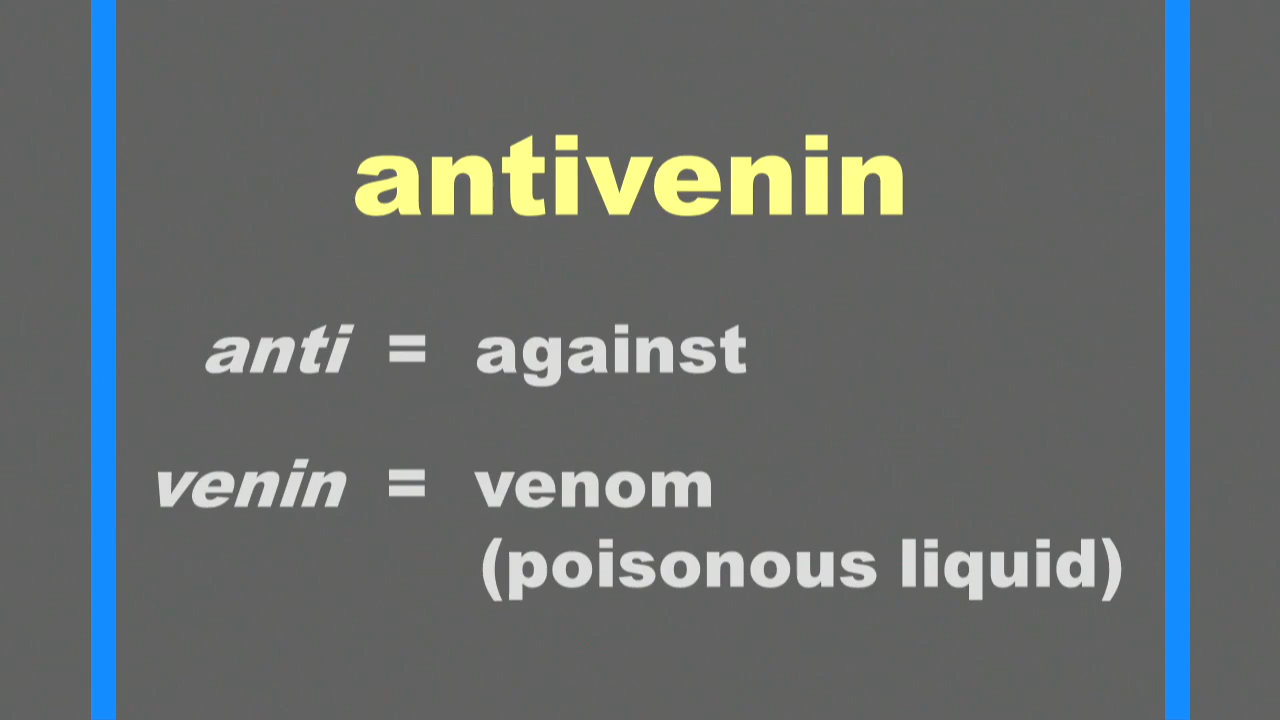 antivenin
anti = against
venin = venom
(poisonous liquid)